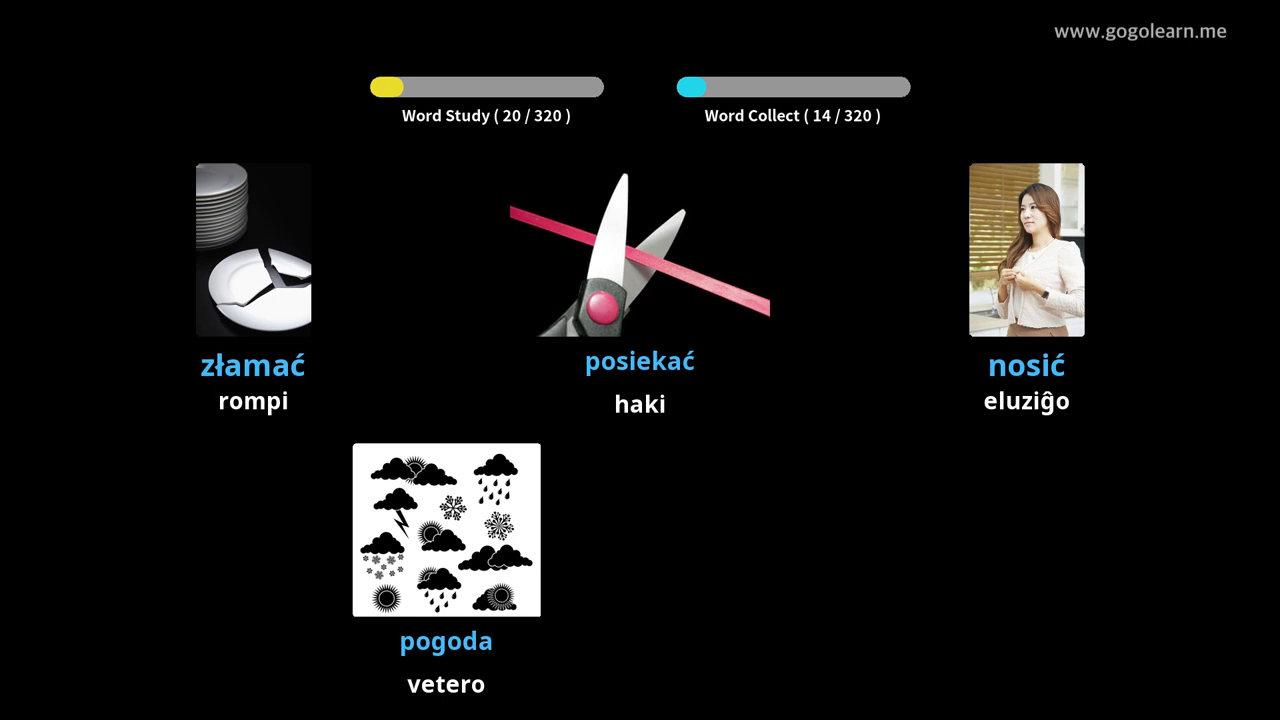 www.gogolearn.me
Word Study ( 20 / 320 )
Word Collect ( 14 / 320 )
złamać
rompi
posiekać
haki
nosić
eluziĝo
pogoda
vetero